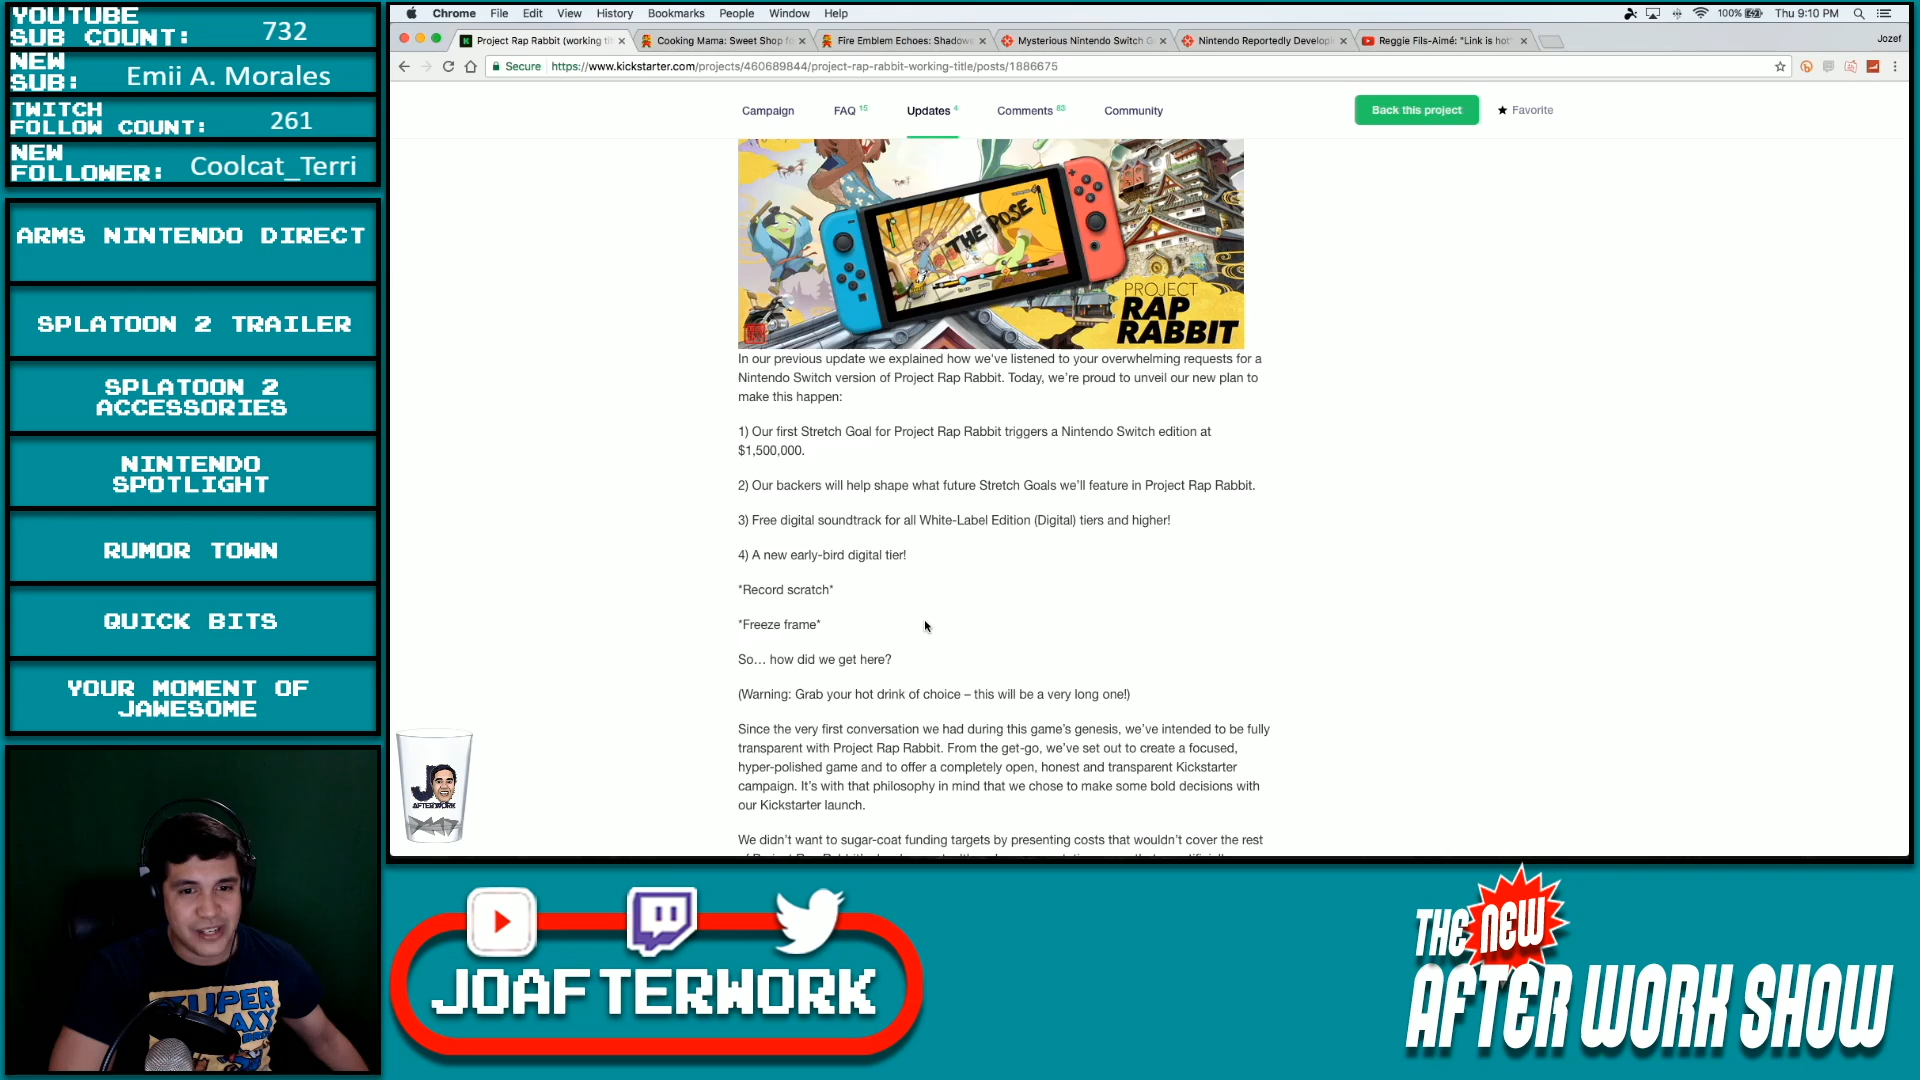 YOUTUBE
SUB COUNT: 732
NEW
SUB: Emii A. Morales
TWITCH
FOLLOW COUNT: 261
NEW
FOLLOWER: Coolcat_Terri
ARMS NINTENDO DIRECT
SPLATOON 2 TRAILER
SPLATOON 2
ACCESSORIES
NINTENDO
SPOTLIGHT
RUMOR TOWN
QUICK BITS
YOUR MOMENT OF
JAWESOME
Chrome File Edit View History Bookmarks People Window Help
100% Thu 9:10 PM
Project Rap Rabbit (working ti
Cooking Mama: Sweet Shop fo
Fire Emblem Echoes: Shadows
Mysterious Nintendo Switch G
Nintendo Reportedly Developi
Reggie Fils-Aimé: "Link is hot"
Jozef
Secure https://www.kickstarter.com/projects/460689844/project-rap-rabbit-working-title/posts/1886675
Campaign FAQ 15 Updates 4 Comments 83 Community Back this project Favorite
THE POSE
PROJECT
RAP
RABBIT
In our previous update we explained how we've listened to your overwhelming requests for a
Nintendo Switch version of Project Rap Rabbit. Today, we're proud to unveil our new plan to
make this happen:
1) Our first Stretch Goal for Project Rap Rabbit triggers a Nintendo Switch edition at
$1,500,000.
2) Our backers will help shape what future Stretch Goals we'll feature in Project Rap Rabbit.
3) Free digital soundtrack for all White-Label Edition (Digital) tiers and higher!
4) A new early-bird digital tier!
*Record scratch*
*Freeze frame*
So… how did we get here?
(Warning: Grab your hot drink of choice – this will be a very long one!)
Since the very first conversation we had during this game's genesis, we've intended to be fully
transparent with Project Rap Rabbit. From the get-go, we've set out to create a focused,
hyper-polished game and to offer a completely open, honest and transparent Kickstarter
campaign. It's with that philosophy in mind that we chose to make some bold decisions with
our Kickstarter launch.
We didn't want to sugar-coat funding targets by presenting costs that wouldn't cover the rest
JO
AFTERWORK
SUPER
JOAFTERWORK
THE NEW
AFTER WORK SHOW